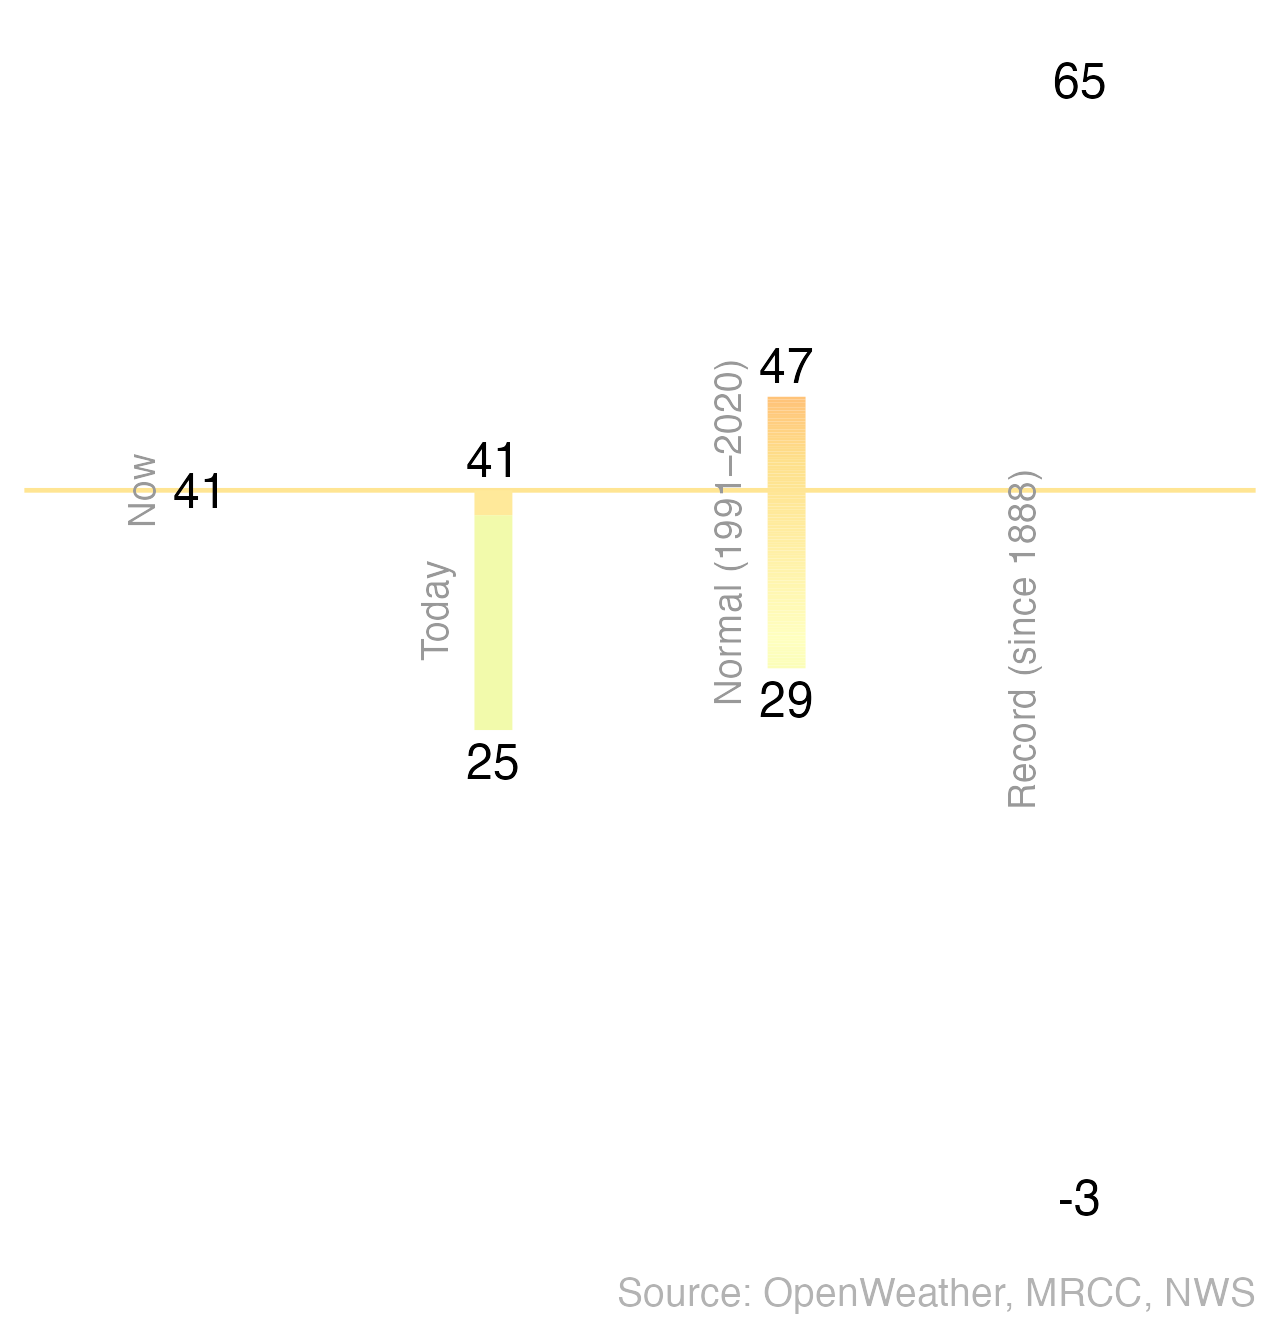 Now
41
Today
41
25
Normal (1991–2020)
47
29
Record (since 1888)
65
-3
Source: OpenWeather, MRCC, NWS